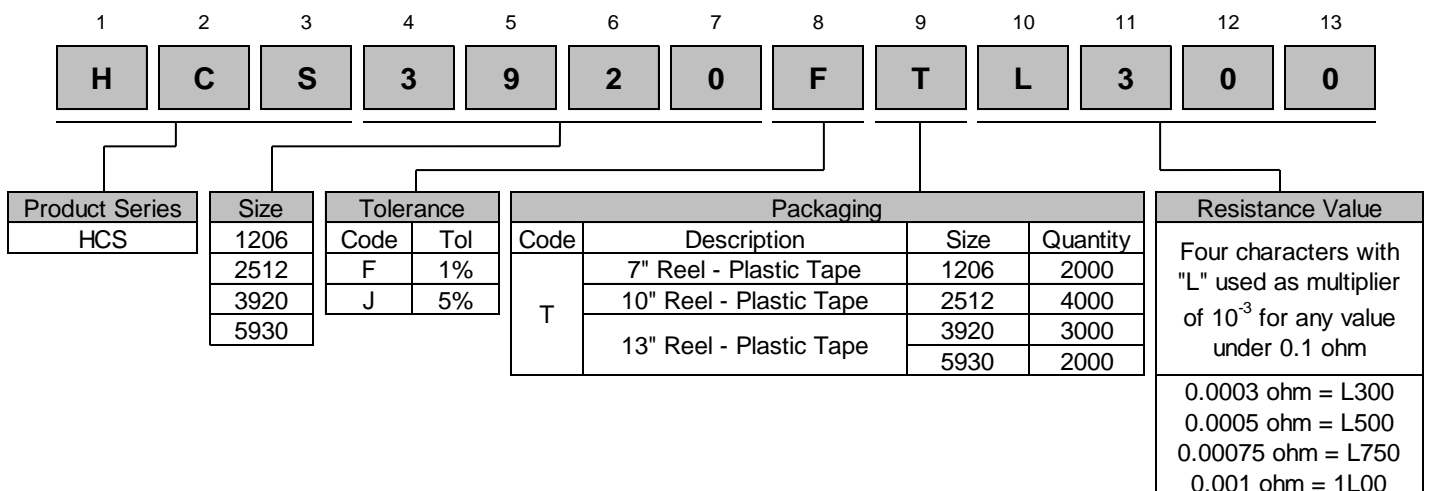 1 2 3 4 5 6 7 8 9 10 11 12 13
H C S 3 9 2 0 F T L 3 0 0
Product Series
HCS
Size
1206
2512
3920
5930
Tolerance
Code Tol
F 1%
J 5%
Packaging
Code Description Size Quantity
T
7" Reel - Plastic Tape 1206 2000
10" Reel - Plastic Tape 2512 4000
13" Reel - Plastic Tape
3920 3000
5930 2000
Resistance Value
Four characters with
"L" used as multiplier
of 10-3 for any value
under 0.1 ohm
0.0003 ohm = L300
0.0005 ohm = L500
0.00075 ohm = L750
0.001 ohm = 1L00